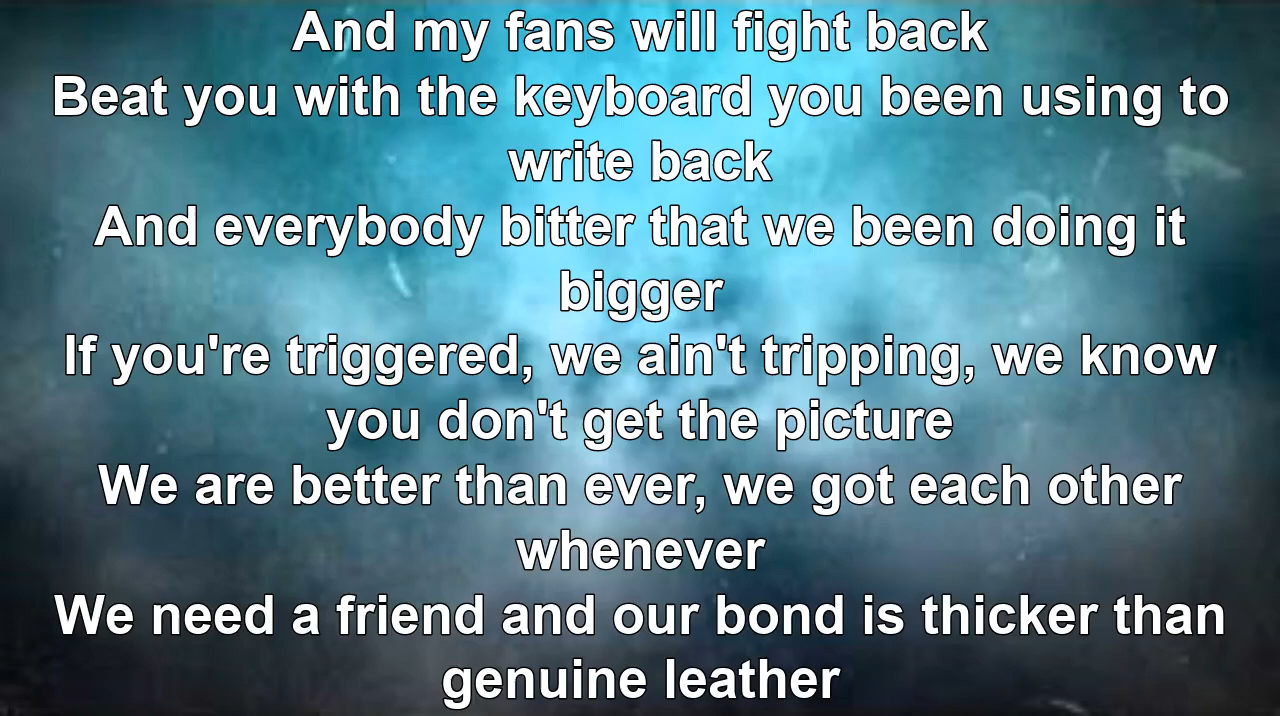 And my fans will fight back
Beat you with the keyboard you been using to
write back
And everybody bitter that we been doing it
bigger
If you're triggered, we ain't tripping, we know
you don't get the picture
We are better than ever, we got each other
whenever
We need a friend and our bond is thicker than
genuine leather